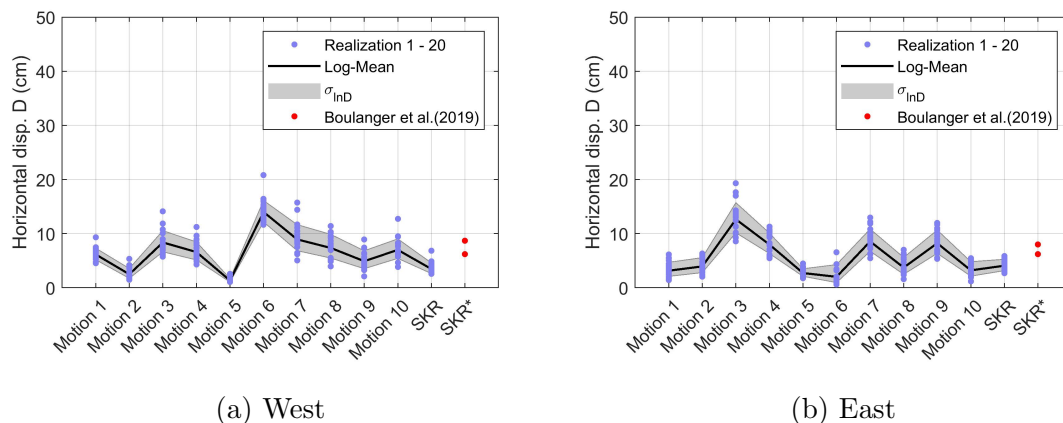 50
40
30
20
10
0
Horizontal disp. D (cm)
Realization 1 - 20
Log-Mean
σlnD
Boulanger et al.(2019)
Motion 1
Motion 2
Motion 3
Motion 4
Motion 5
Motion 6
Motion 7
Motion 8
Motion 9
Motion 10
SKR
SKR*
(a) West
50
40
30
20
10
0
Horizontal disp. D (cm)
Realization 1 - 20
Log-Mean
σlnD
Boulanger et al.(2019)
Motion 1
Motion 2
Motion 3
Motion 4
Motion 5
Motion 6
Motion 7
Motion 8
Motion 9
Motion 10
SKR
SKR*
(b) East